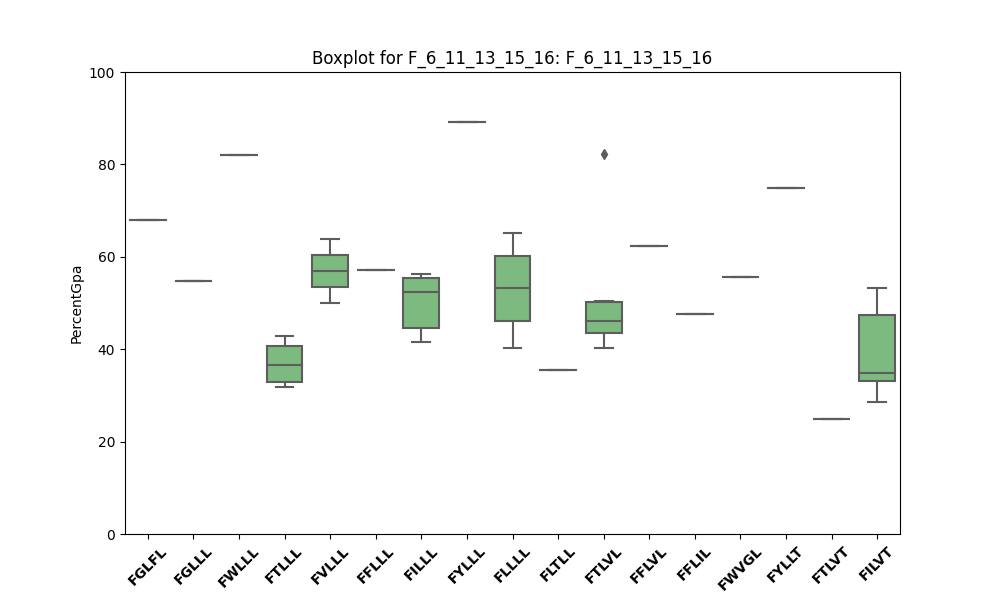 Boxplot for F_6_11_13_15_16: F_6_11_13_15_16
PercentGpa
100
80
60
40
20
0
FGLFL
FGLLL
FWLLL
FTLLL
FVLLL
FFLLL
FILLL
FYLLL
FLLLL
FLTLL
FTLVL
FFLVL
FFLIL
FWVGL
FYLLT
FTLVT
FILVT